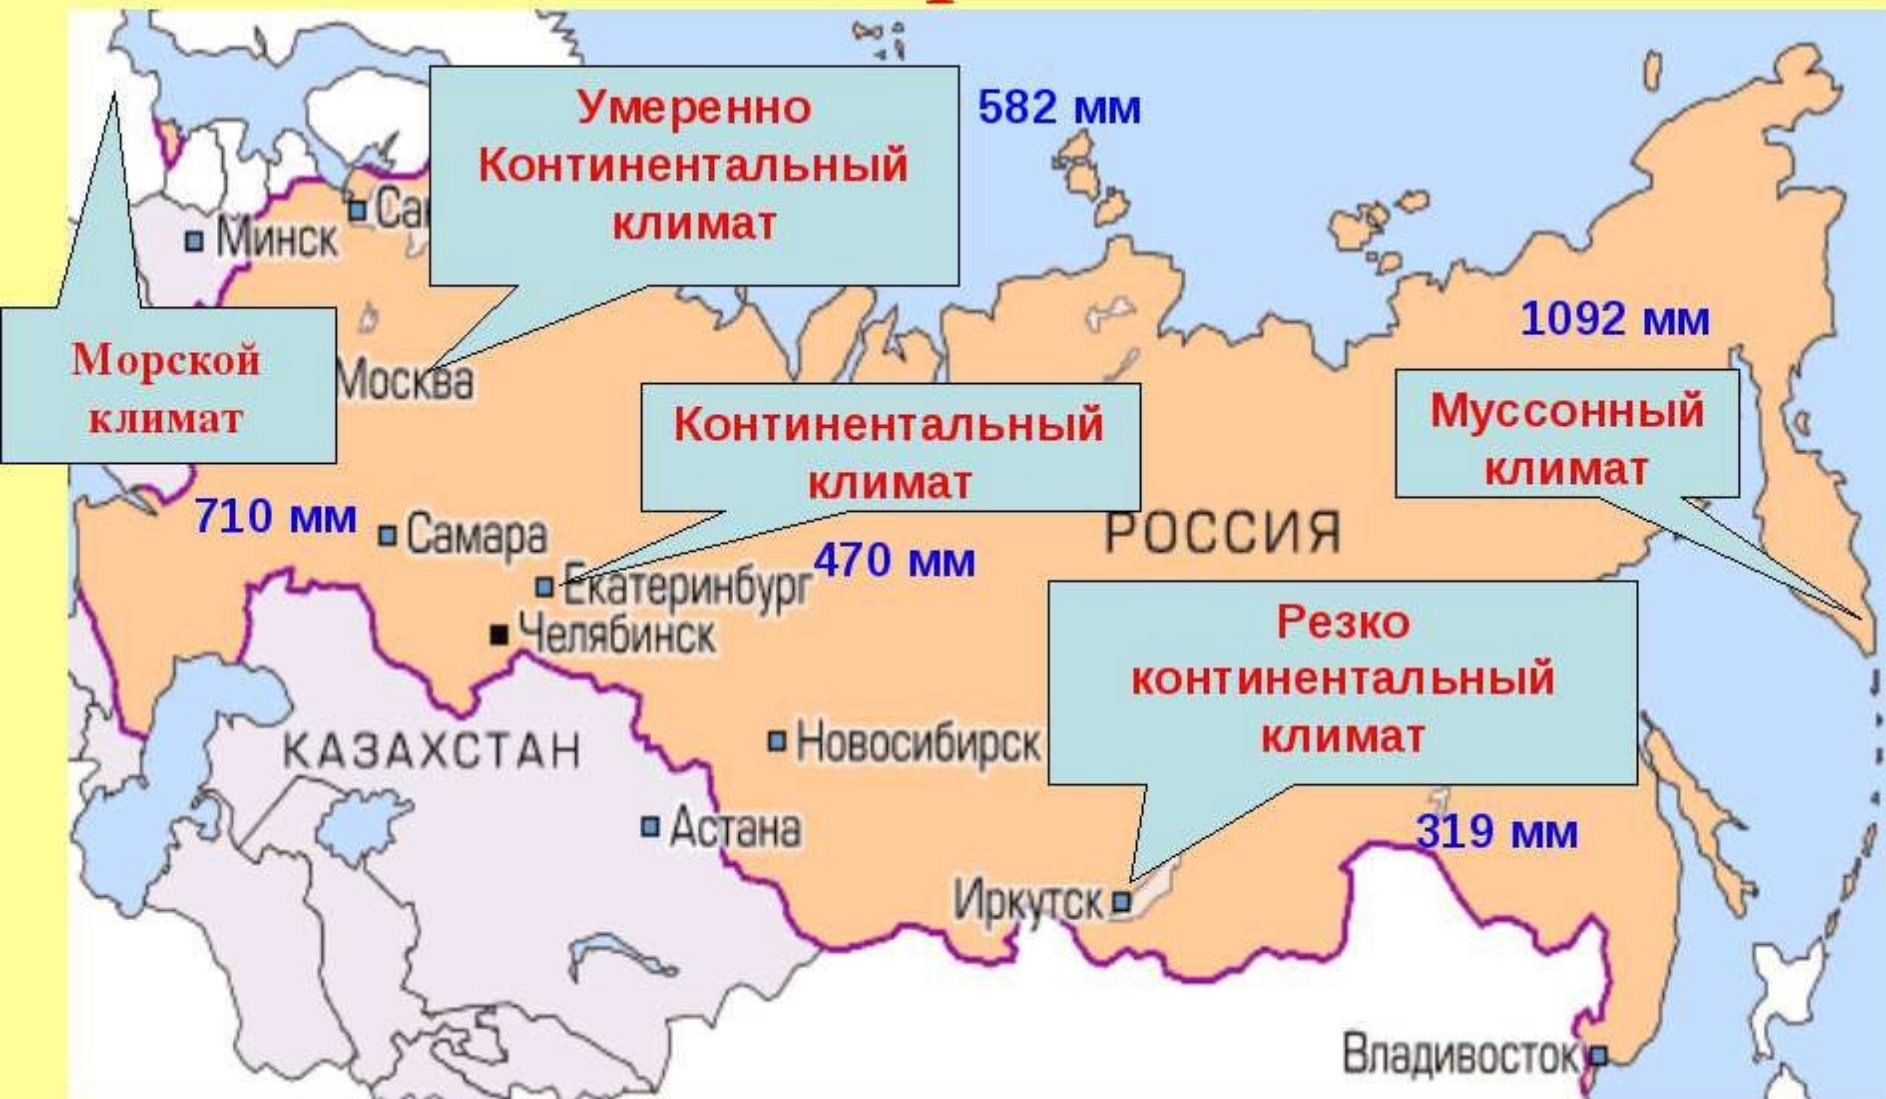 Умеренно
Континентальный
климат
582 мм
Минск
1092 мм
Морской
климат
Москва
Континентальный
климат
Муссонный
климат
710 мм
Самара
РОССИЯ
470 мм
Екатеринбург
Челябинск
Резко
континентальный
климат
КАЗАХСТАН
Новосибирск
Астана
319 мм
Иркутск
Владивосток